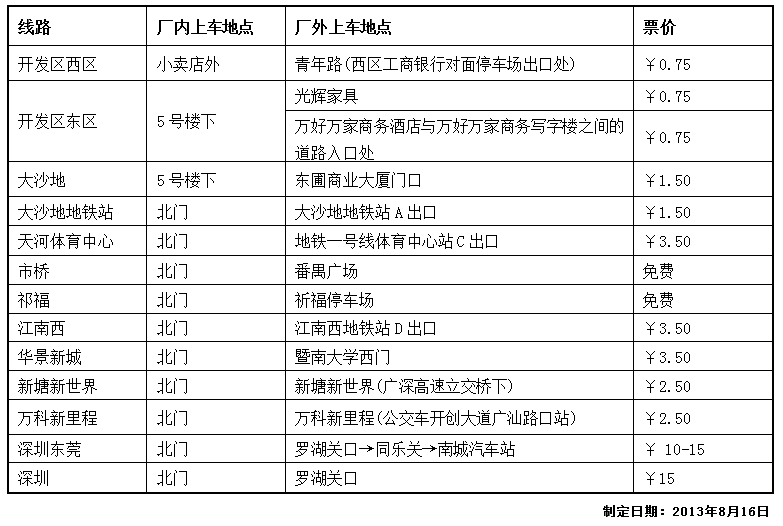 线路 厂内上车地点 厂外上车地点 票价
开发区西区 小卖店外 青年路(西区工商银行对面停车场出口处) ￥0.75
开发区东区 5号楼下 光辉家具 ￥0.75
万好万家商务酒店与万好万家商务写字楼之间的
道路入口处 ￥0.75
大沙地 5号楼下 东圃商业大厦门口 ￥1.50
大沙地地铁站 北门 大沙地地铁站A出口 ￥1.50
天河体育中心 北门 地铁一号线体育中心站C出口 ￥3.50
市桥 北门 番禺广场 免费
祁福 北门 祈福停车场 免费
江南西 北门 江南西地铁站D出口 ￥3.50
华景新城 北门 暨南大学西门 ￥3.50
新塘新世界 北门 新塘新世界(广深高速立交桥下) ￥2.50
万科新里程 北门 万科新里程(公交车开创大道广汕路口站) ￥2.50
深圳东莞 北门 罗湖关口→同乐关→南城汽车站 ￥ 10-15
深圳 北门 罗湖关口 ￥15
制定日期：2013年8月16日